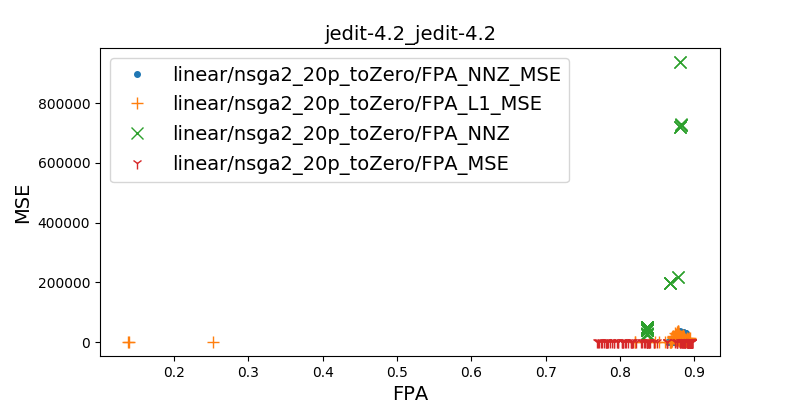 jedit-4.2_jedit-4.2
linear/nsga2_20p_toZero/FPA_NNZ_MSE
linear/nsga2_20p_toZero/FPA_L1_MSE
linear/nsga2_20p_toZero/FPA_NNZ
linear/nsga2_20p_toZero/FPA_MSE
MSE
800000
600000
400000
200000
0
0.2 0.3 0.4 0.5 0.6 0.7 0.8 0.9
FPA